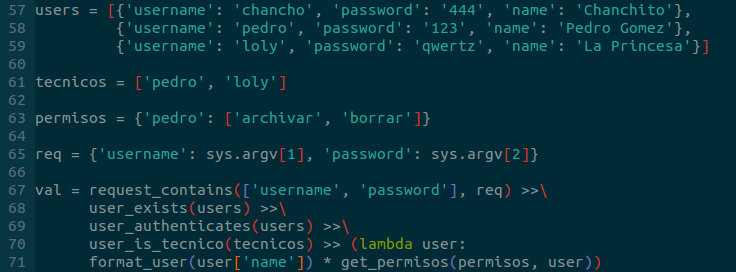 57 users = [{'username': 'chancho', 'password': '444', 'name': 'Chanchito'},
58          {'username': 'pedro', 'password': '123', 'name': 'Pedro Gomez'},
59          {'username': 'loly', 'password': 'qwertz', 'name': 'La Princesa'}]
60
61 tecnicos = ['pedro', 'loly']
62
63 permisos = {'pedro': ['archivar', 'borrar']}
64
65 req = {'username': sys.argv[1], 'password': sys.argv[2]}
66
67 val = request_contains(['username', 'password'], req) >>\
68       user_exists(users) >>\
69       user_authenticates(users) >>\
70       user_is_tecnico(tecnicos) >> (lambda user:
71       format_user(user['name']) * get_permisos(permisos, user))